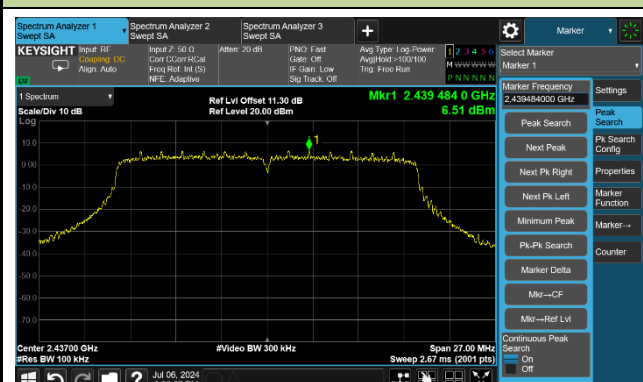 Spectrum Analyzer 1
Swept SA
Spectrum Analyzer 2
Swept SA
Spectrum Analyzer 3
Swept SA
+
Marker
KEYSIGHT
Input: RF
Coupling: DC
Align: Auto
Input Z: 50 Ω
Corr CCorr RCal
Freq Ref: Int (S)
NFE: Adaptive
Atten: 20 dB
PNO: Fast
Gate: Off
IF Gain: Low
Sig Track: Off
Avg Type: Log-Power
Avg|Hold:>100/100
Trig: Free Run
1 2 3 4 5 6
M W W W W W
P N N N N N
Select Marker
Marker 1
1 Spectrum
Scale/Div 10 dB
Log
Ref Lvl Offset 11.30 dB
Ref Level 20.00 dBm
Mkr1 2.439 484 0 GHz
6.51 dBm
1
10.0
0.00
-10.0
-20.0
-30.0
-40.0
-50.0
-60.0
-70.0
Center 2.43700 GHz
#Res BW 100 kHz
#Video BW 300 kHz
Span 27.00 MHz
Sweep 2.67 ms (2001 pts)
Marker Frequency
2.439484000 GHz
Peak Search
Next Peak
Next Pk Right
Next Pk Left
Minimum Peak
Pk-Pk Search
Marker Delta
Mkr→CF
Mkr→Ref Lvl
Continuous Peak
Search
On
Off
Settings
Peak
Search
Pk Search
Config
Properties
Marker
Function
Marker→
Counter
Jul 06, 2024